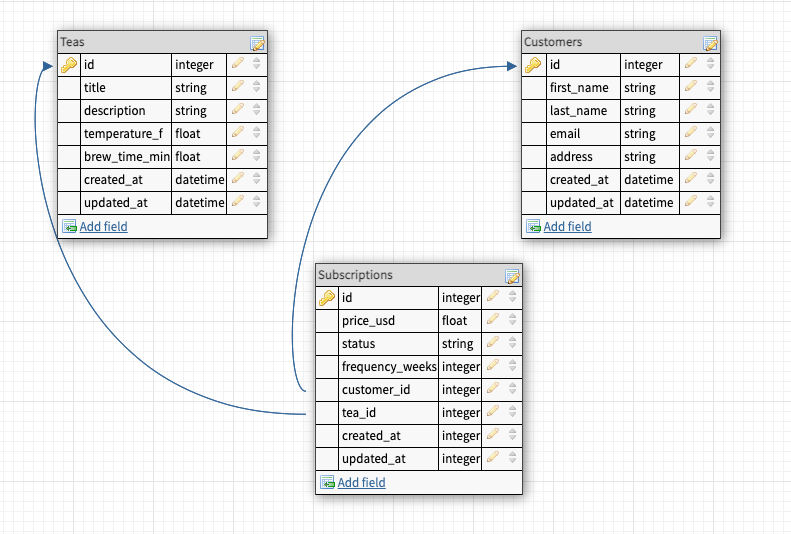 Teas
id integer
title string
description string
temperature_f float
brew_time_min float
created_at datetime
updated_at datetime
Add field
Customers
id integer
first_name string
last_name string
email string
address string
created_at datetime
updated_at datetime
Add field
Subscriptions
id integer
price_usd float
status string
frequency_weeks integer
customer_id integer
tea_id integer
created_at integer
updated_at integer
Add field